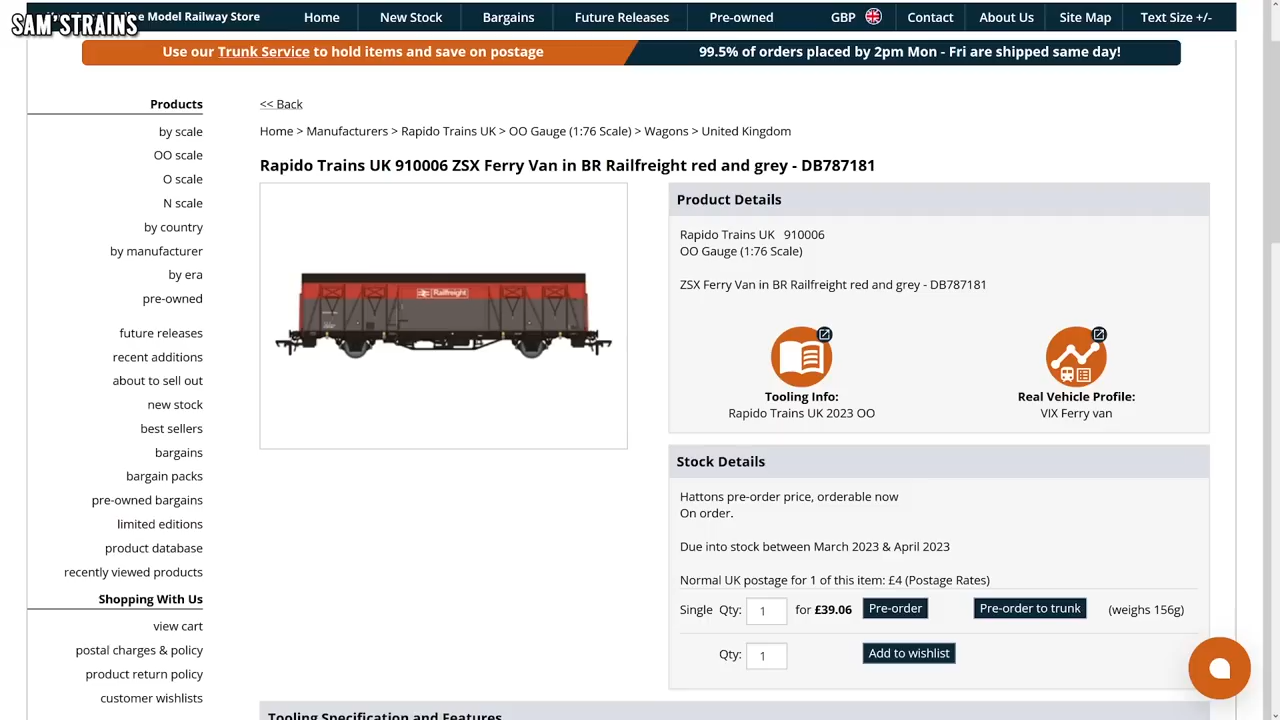 SAM'STRAINS
Model Railway Store
Home
New Stock
Bargains
Future Releases
Pre-owned
GBP
Contact
About Us
Site Map
Text Size +/-
Use our Trunk Service to hold items and save on postage
99.5% of orders placed by 2pm Mon - Fri are shipped same day!
Products
by scale
OO scale
O scale
N scale
by country
by manufacturer
by era
pre-owned
future releases
recent additions
about to sell out
new stock
best sellers
bargains
bargain packs
pre-owned bargains
limited editions
product database
recently viewed products
Shopping With Us
view cart
postal charges & policy
product return policy
customer wishlists
<< Back
Home > Manufacturers > Rapido Trains UK > OO Gauge (1:76 Scale) > Wagons > United Kingdom
Rapido Trains UK 910006 ZSX Ferry Van in BR Railfreight red and grey - DB787181
Railfreight
Product Details
Rapido Trains UK 910006
OO Gauge (1:76 Scale)
ZSX Ferry Van in BR Railfreight red and grey - DB787181
Tooling Info:
Rapido Trains UK 2023 OO
Real Vehicle Profile:
VIX Ferry van
Stock Details
Hattons pre-order price, orderable now
On order.
Due into stock between March 2023 & April 2023
Normal UK postage for 1 of this item: £4 (Postage Rates)
Single Qty: 1 for £39.06 Pre-order Pre-order to trunk (weighs 156g)
Qty: 1 Add to wishlist
Tooling Specification and Features